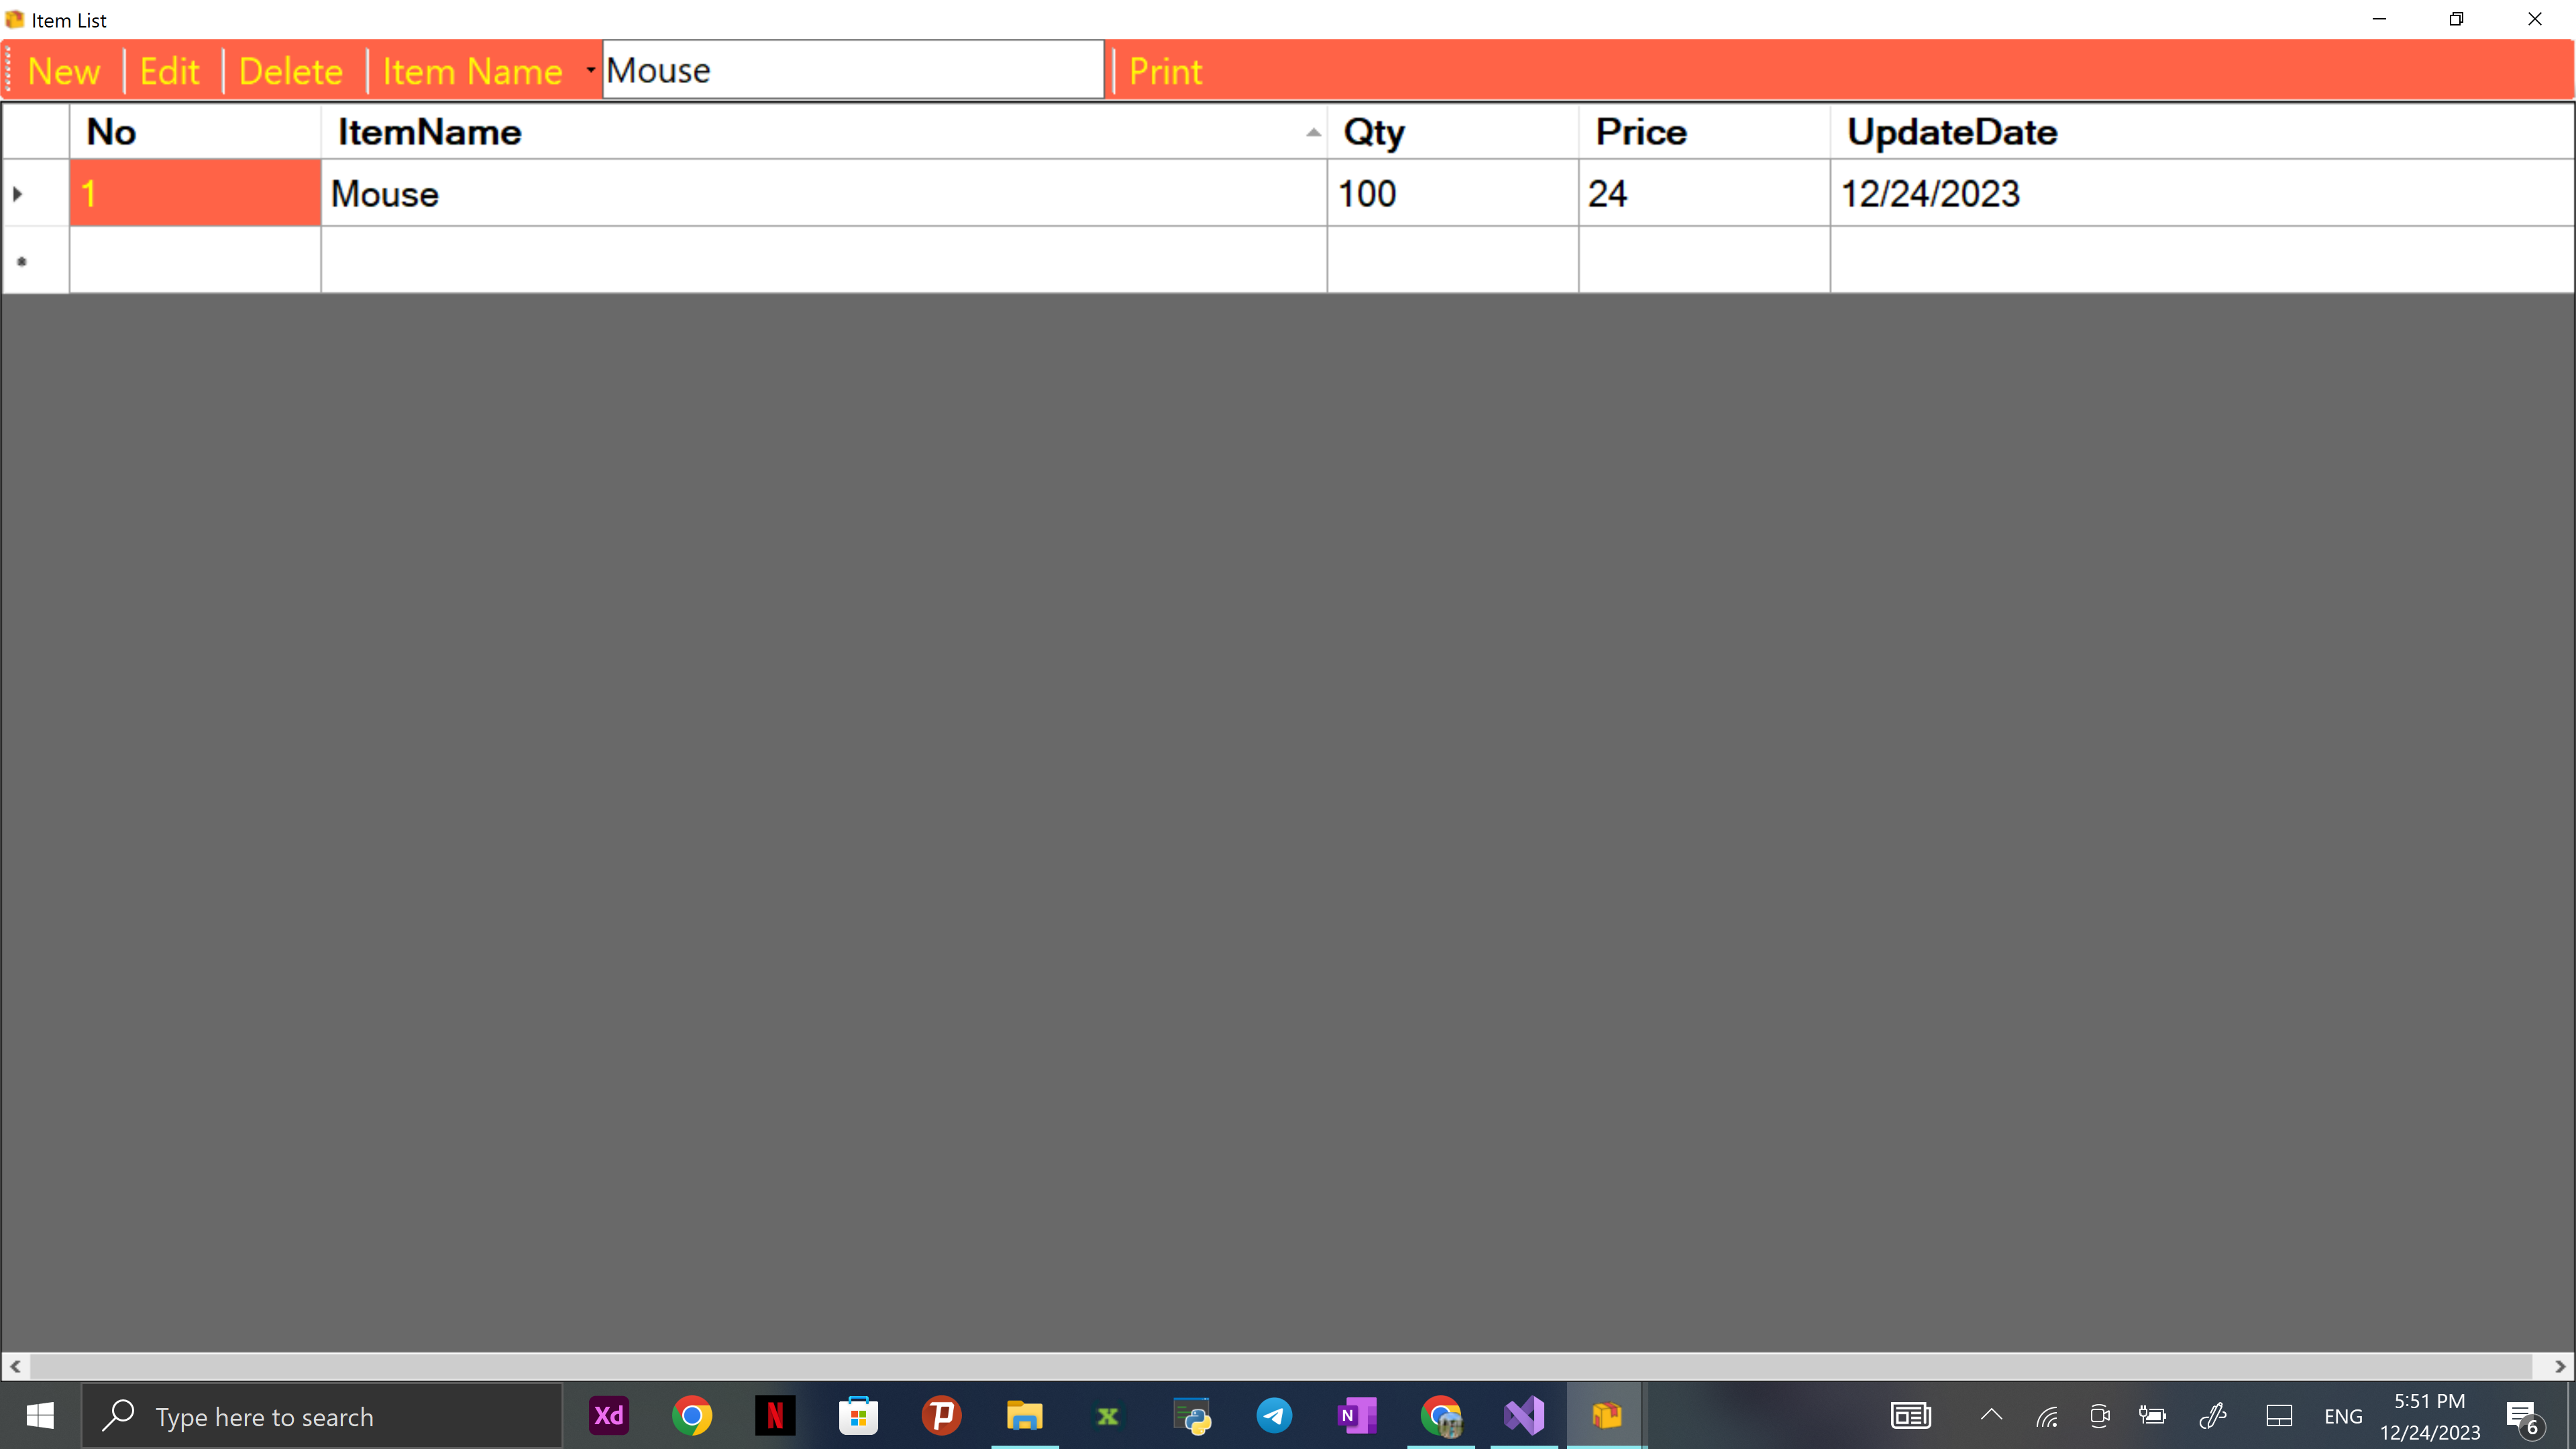 Item List
New Edit Delete Item Name Mouse Print
No ItemName Qty Price UpdateDate
1 Mouse 100 24 12/24/2023
Type here to search Xd N P X N ENG 5:51 PM
12/24/2023 6